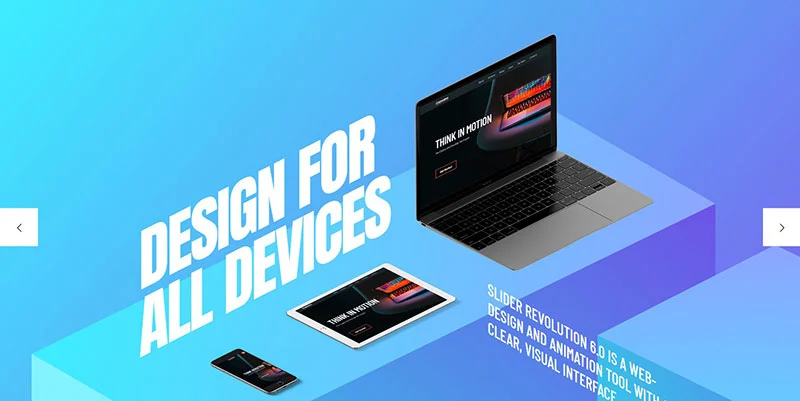 DESIGN FOR
ALL DEVICES
THINK IN MOTION
THINK IN MOTION
SLIDER REVOLUTION 6.0 IS A WEB-
DESIGN AND ANIMATION TOOL WITH
CLEAR, VISUAL INTERFACE